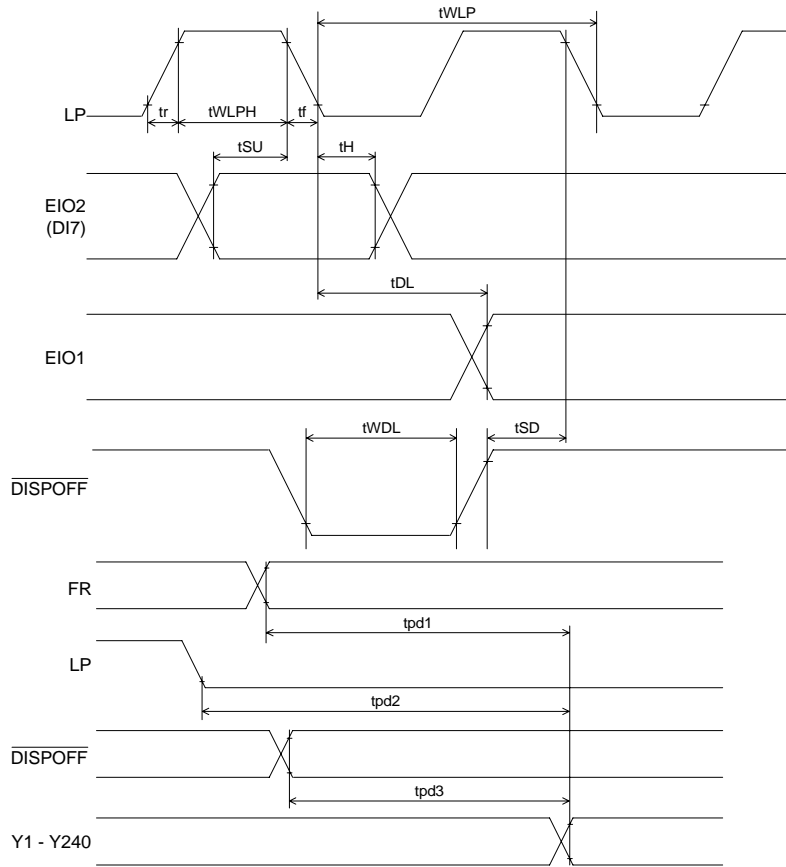 tWLP
LP
tr
tWLPH
tf
tSU
tH
EIO2
(DI7)
tDL
EIO1
tWDL
tSD
DISPOFF
FR
tpd1
LP
tpd2
DISPOFF
tpd3
Y1 - Y240